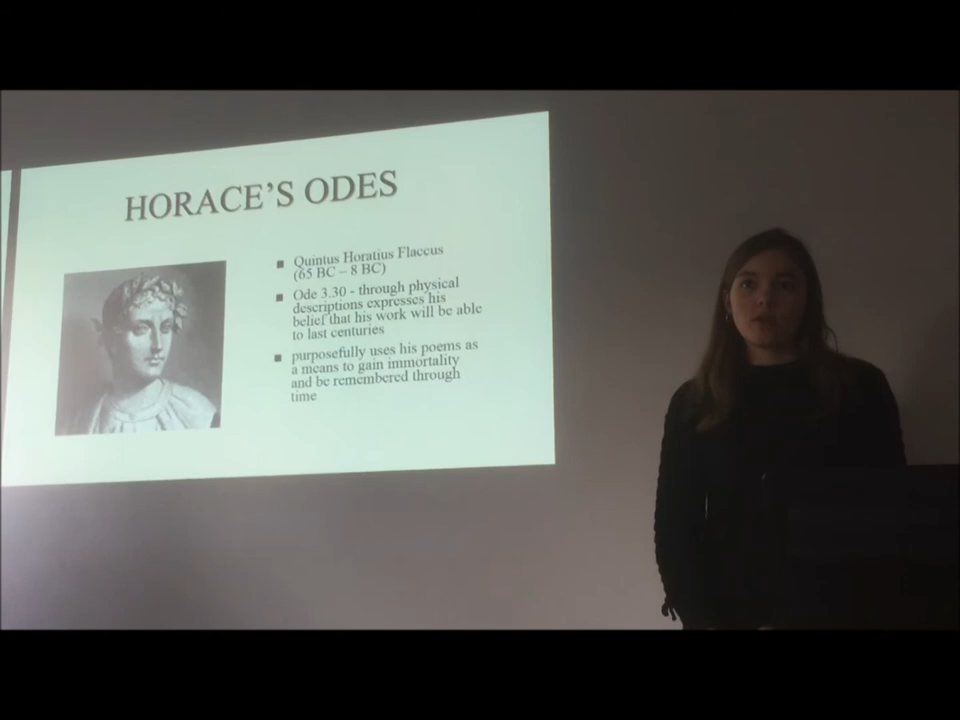 HORACE'S ODES
■ Quintus Horatius Flaccus
(65 BC – 8 BC)
■ Ode 3.30 - through physical
descriptions expresses his
belief that his work will be able
to last centuries
■ purposefully uses his poems as
a means to gain immortality
and be remembered through
time